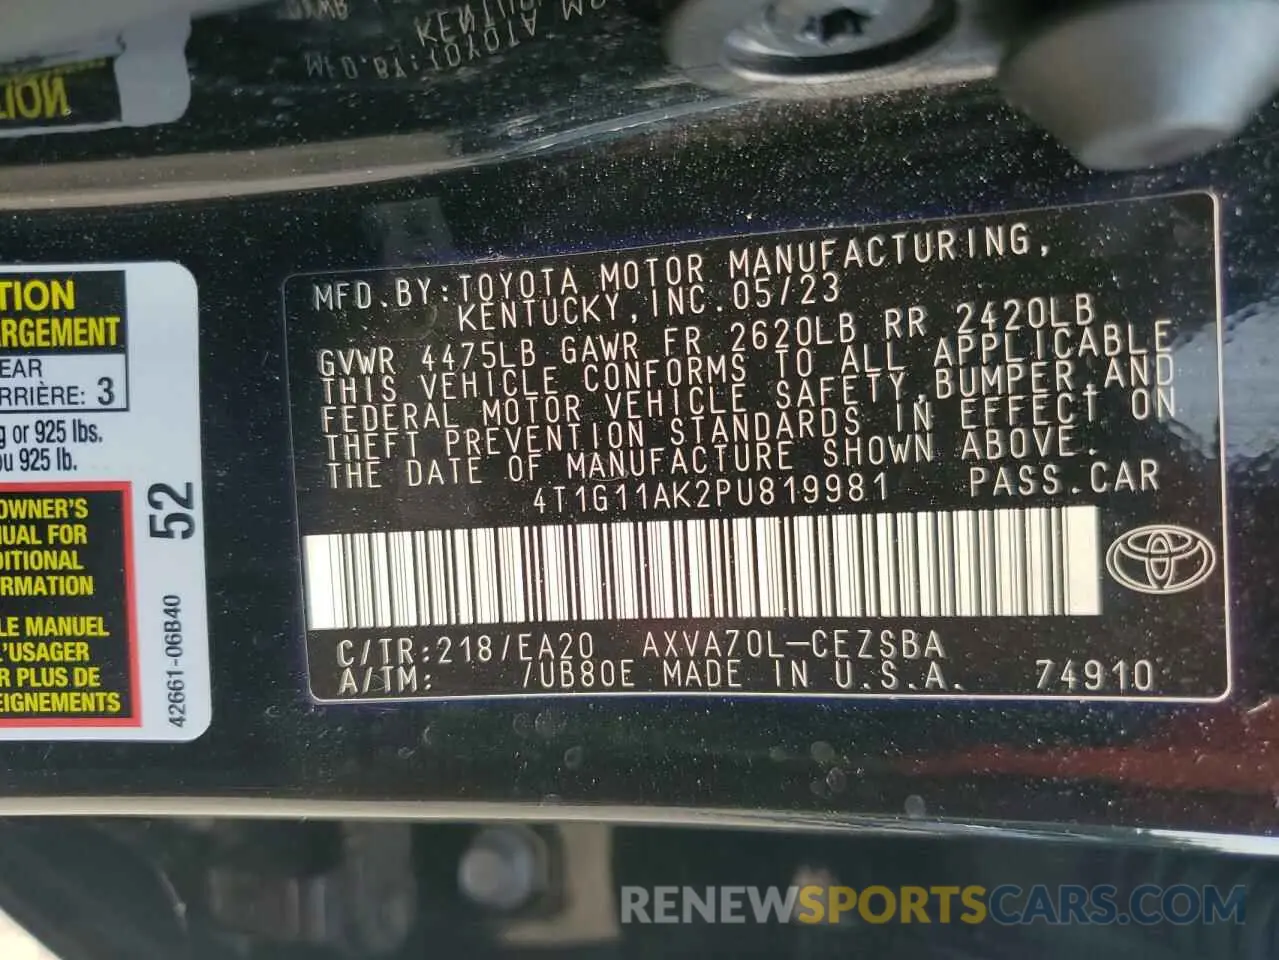 MFD.BY:TOYOTA MOTOR MANUFACTURING,
KENTUCKY,INC.05/23
GVWR 4475LB GAWR FR 2620LB RR 2420LB
THIS VEHICLE CONFORMS TO ALL APPLICABLE
FEDERAL MOTOR VEHICLE SAFETY,BUMPER,AND
THEFT PREVENTION STANDARDS IN EFFECT ON
THE DATE OF MANUFACTURE SHOWN ABOVE.
4T1G11AK2PU819981 PASS.CAR
C/TR:218/EA20 AXVA70L-CEZSBA
A/TM: /UB80E MADE IN U.S.A. 74910
TION
RGEMENT
EAR
RRIÈRE: 3
g or 925 lbs.
ou 925 lb.
OWNER'S
UAL FOR
DITIONAL
RMATION
LE MANUEL
L'USAGER
R PLUS DE
EIGNEMENTS
52
42661-06B40
RENEWSPORTSCARS.COM